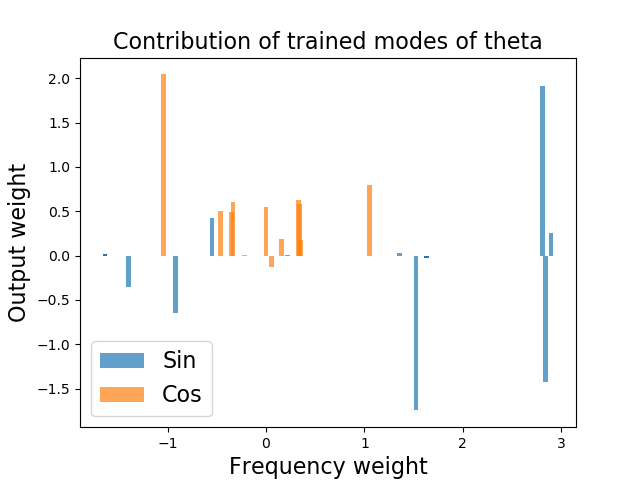 Contribution of trained modes of theta
2.0
1.5
1.0
0.5
0.0
−0.5
−1.0
−1.5
Output weight
Sin
Cos
−1
0
1
2
3
Frequency weight